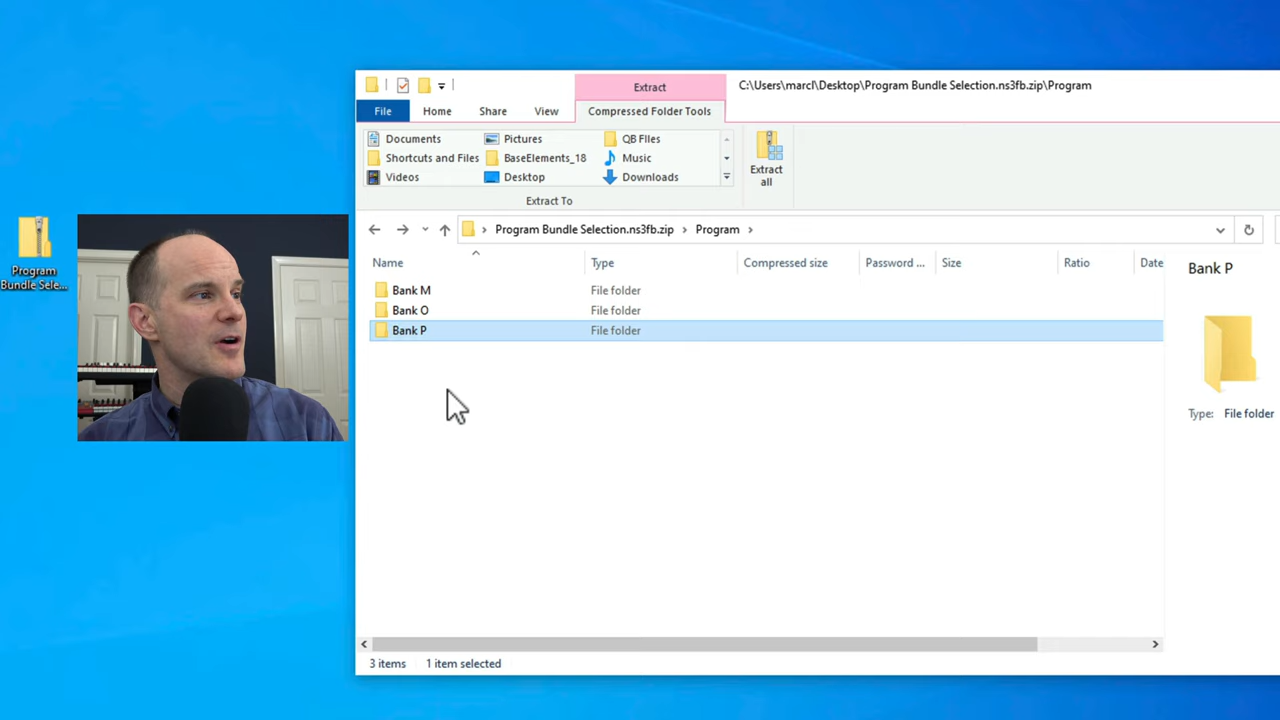 Extract
C:\Users\marcl\Desktop\Program Bundle Selection.ns3fb.zip\Program
File
Home
Share
View
Compressed Folder Tools
Documents
Pictures
QB FIles
Shortcuts and Files
BaseElements_18
Music
Videos
Desktop
Downloads
Extract
all
Extract To
Program Bundle Selection.ns3fb.zip
Program
Name
Type
Compressed size
Password ...
Size
Ratio
Date
Bank M
File folder
Bank O
File folder
Bank P
File folder
Bank P
Type:
File folder
3 items
1 item selected
Program
Bundle Sele...